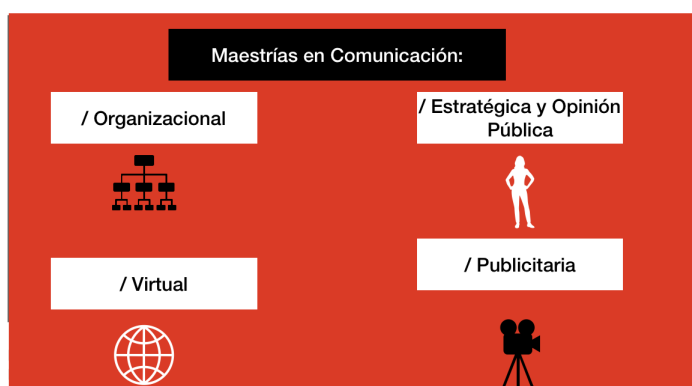 Maestrías en Comunicación:
/ Organizacional
/ Estratégica y Opinión
Pública
/ Virtual
/ Publicitaria